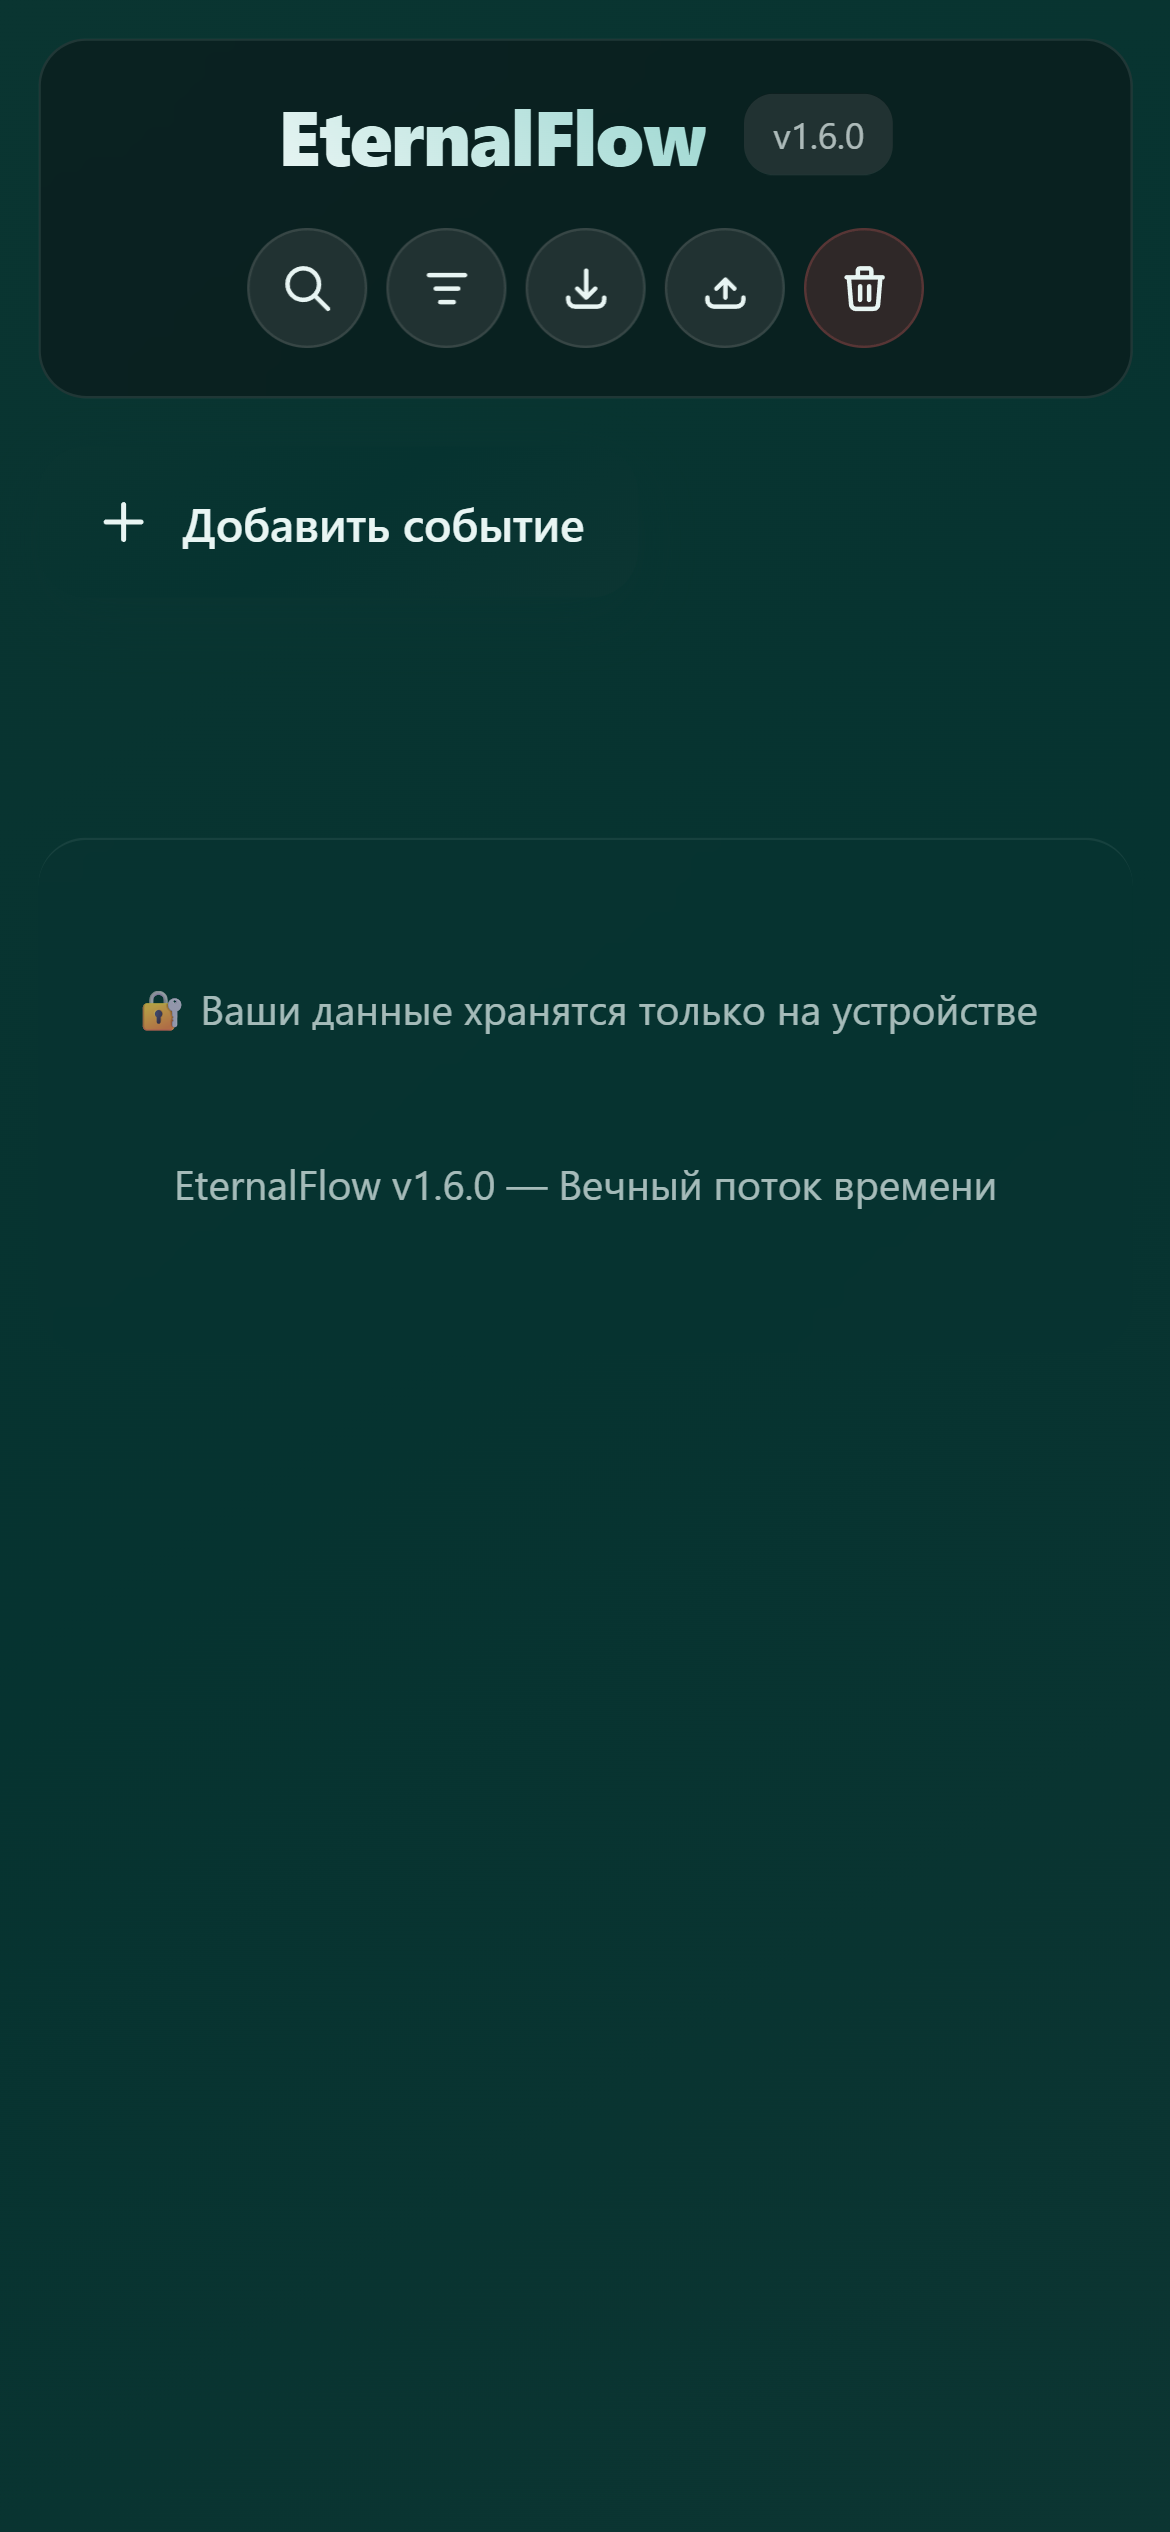 EternalFlow v1.6.0
Добавить событие
Ваши данные хранятся только на устройстве
EternalFlow v1.6.0 — Вечный поток времени